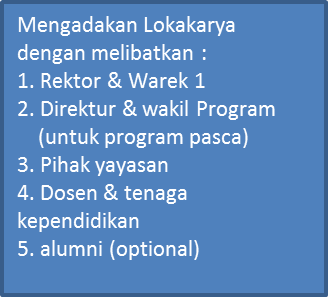 Mengadakan Lokakarya
dengan melibatkan :
1. Rektor & Warek 1
2. Direktur & wakil Program
(untuk program pasca)
3. Pihak yayasan
4. Dosen & tenaga
kependidikan
5. alumni (optional)